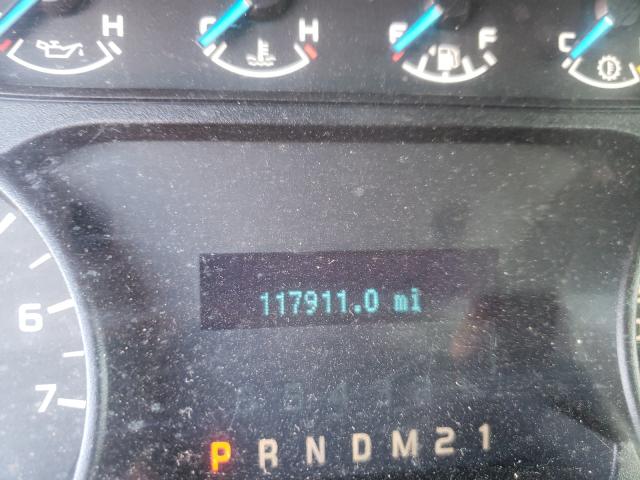 H C H E F C
117911.0 mi
6
7
P R N D M 2 1